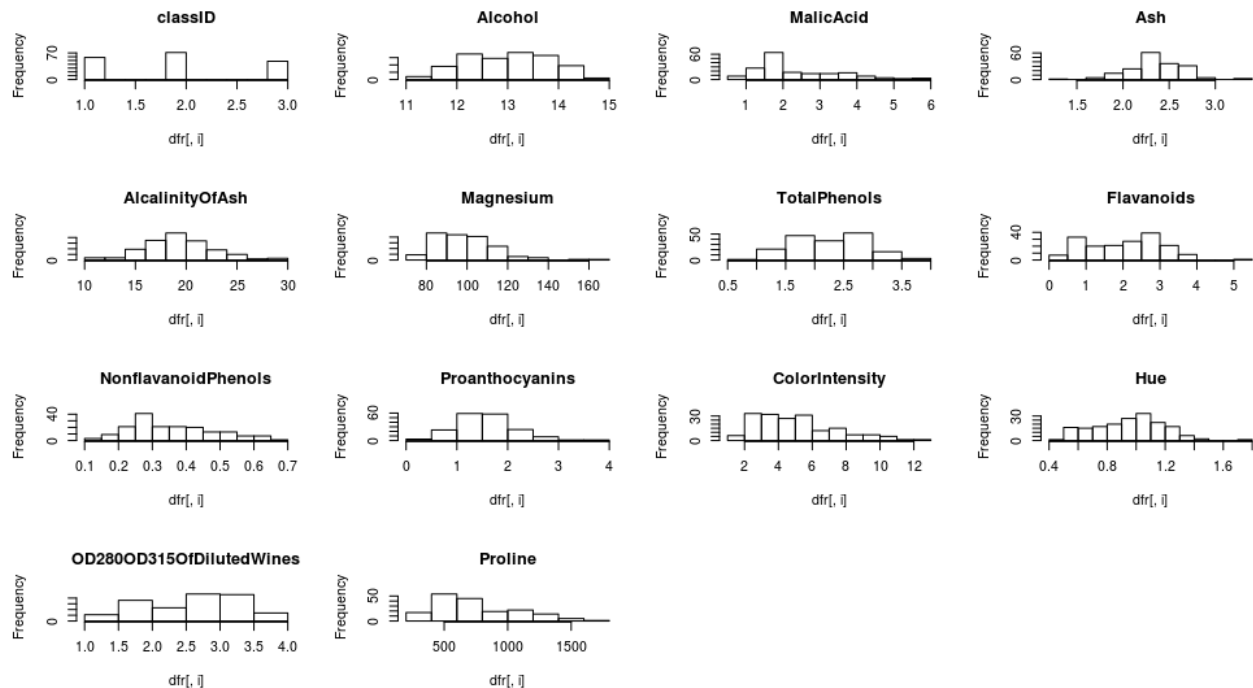 classID
Frequency
0
70
1.0 1.5 2.0 2.5 3.0
dfr[, i]
Alcohol
Frequency
0
11 12 13 14 15
dfr[, i]
MalicAcid
Frequency
0
60
1 2 3 4 5 6
dfr[, i]
Ash
Frequency
0
60
1.5 2.0 2.5 3.0
dfr[, i]
AlcalinityOfAsh
Frequency
0
10 15 20 25 30
dfr[, i]
Magnesium
Frequency
0
80 100 120 140 160
dfr[, i]
TotalPhenols
Frequency
0
50
0.5 1.5 2.5 3.5
dfr[, i]
Flavanoids
Frequency
0
40
0 1 2 3 4 5
dfr[, i]
NonflavanoidPhenols
Frequency
0
40
0.1 0.2 0.3 0.4 0.5 0.6 0.7
dfr[, i]
Proanthocyanins
Frequency
0
60
0 1 2 3 4
dfr[, i]
ColorIntensity
Frequency
0
30
2 4 6 8 10 12
dfr[, i]
Hue
Frequency
0
30
0.4 0.8 1.2 1.6
dfr[, i]
OD280OD315OfDilutedWines
Frequency
0
1.0 1.5 2.0 2.5 3.0 3.5 4.0
dfr[, i]
Proline
Frequency
0
50
500 1000 1500
dfr[, i]